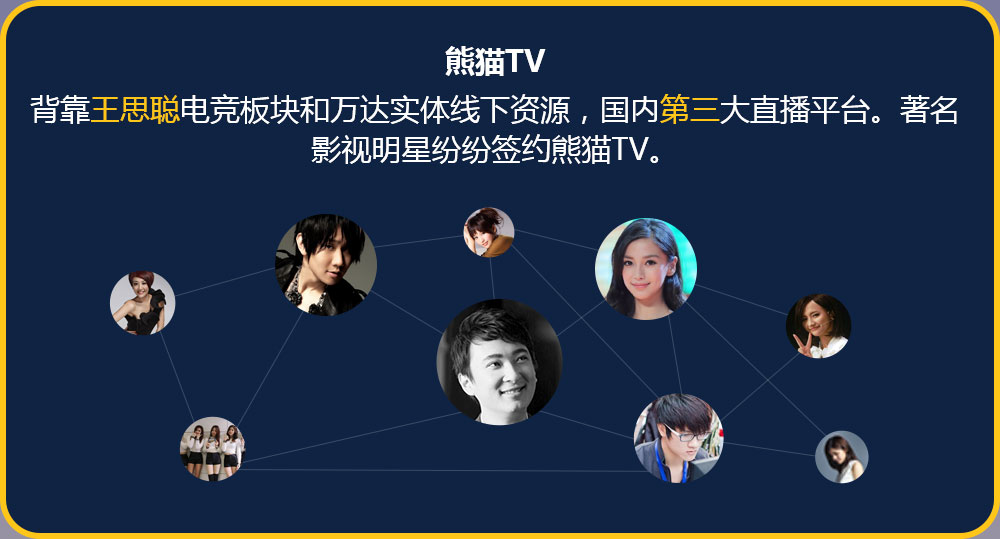 熊猫TV
背靠王思聪电竞板块和万达实体线下资源，国内第三大直播平台。著名
影视明星纷纷签约熊猫TV。